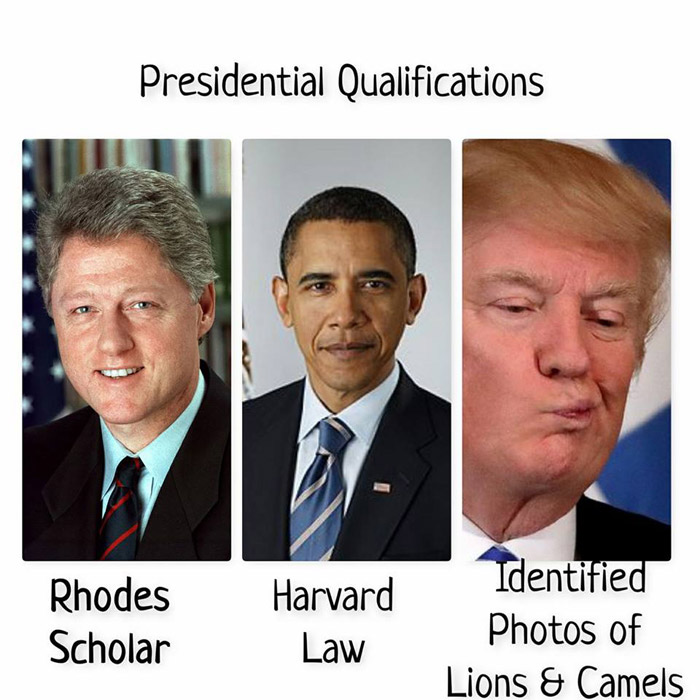 Presidential Qualifications
Rhodes
Scholar
Harvard
Law
Identified
Photos of
Lions & Camels